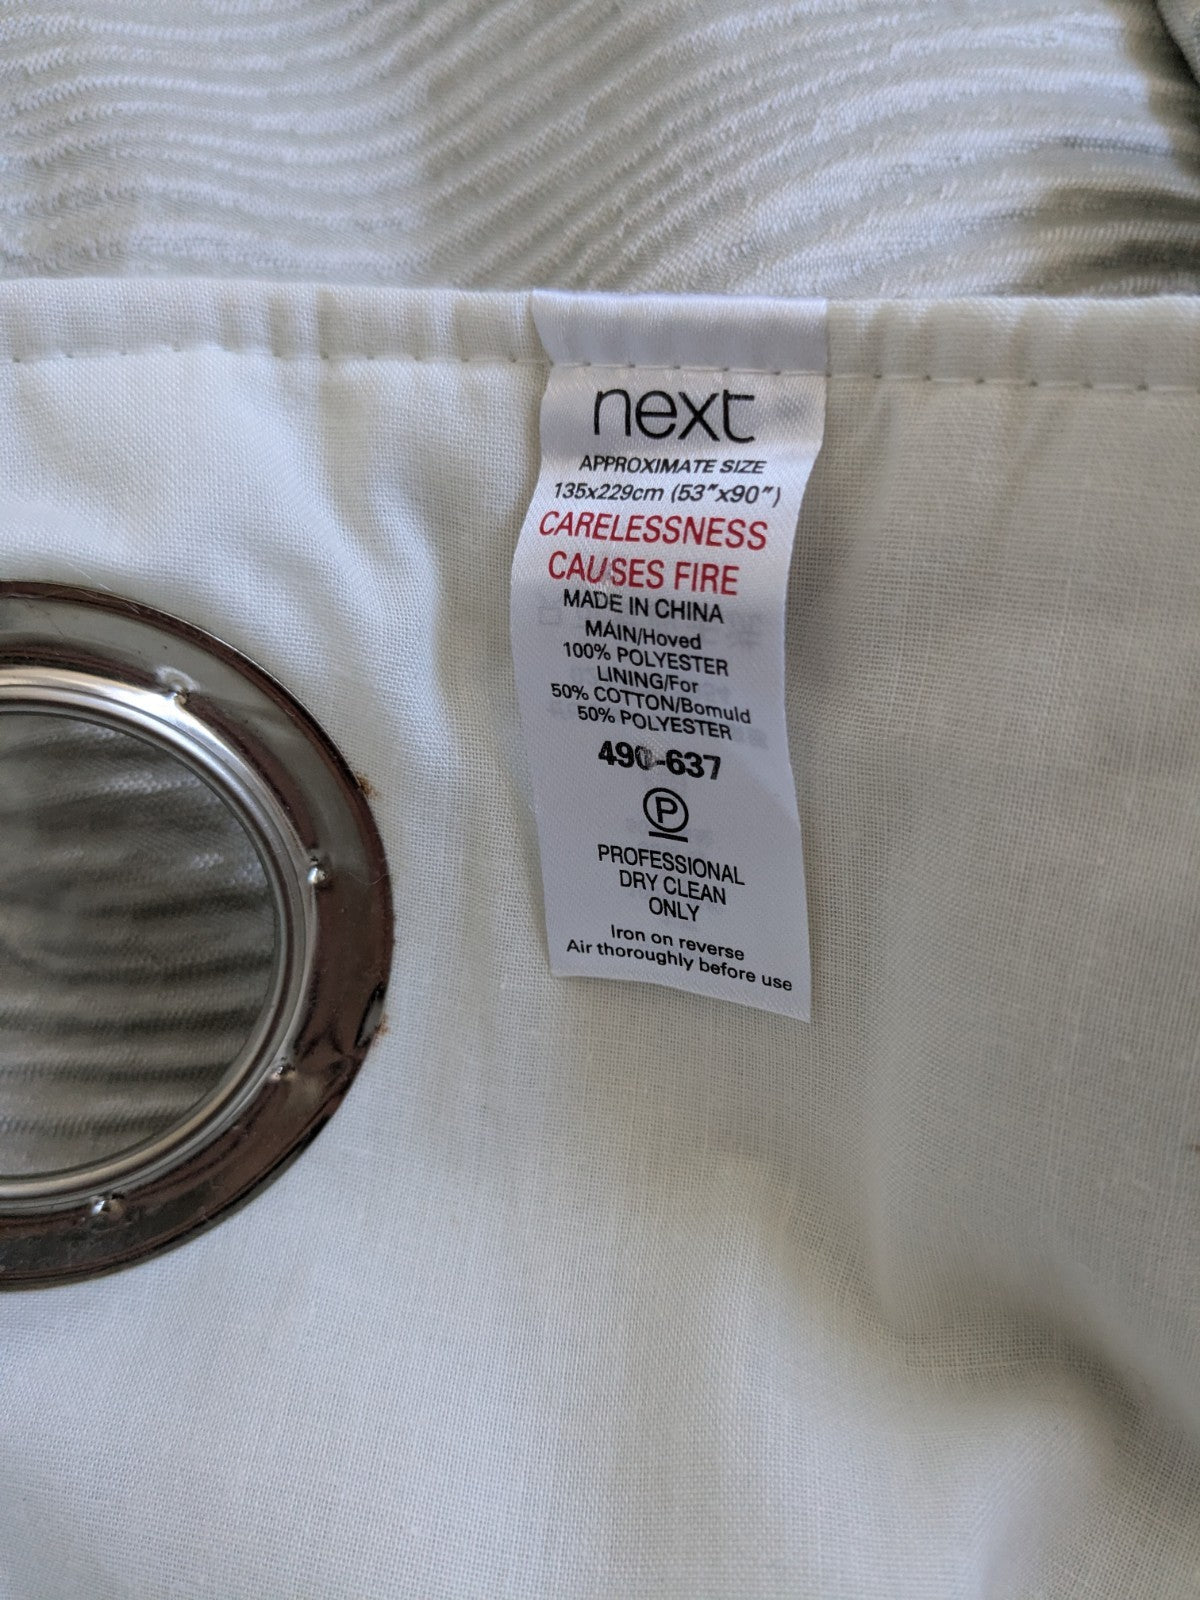 next
APPROXIMATE SIZE
135x229cm (53"x90")
CARELESSNESS
CAUSES FIRE
MADE IN CHINA
MAIN/Hoved
100% POLYESTER
LINING/For
50% COTTON/Bomuld
50% POLYESTER
490-637
P
PROFESSIONAL
DRY CLEAN
ONLY
Iron on reverse
Air thoroughly before use